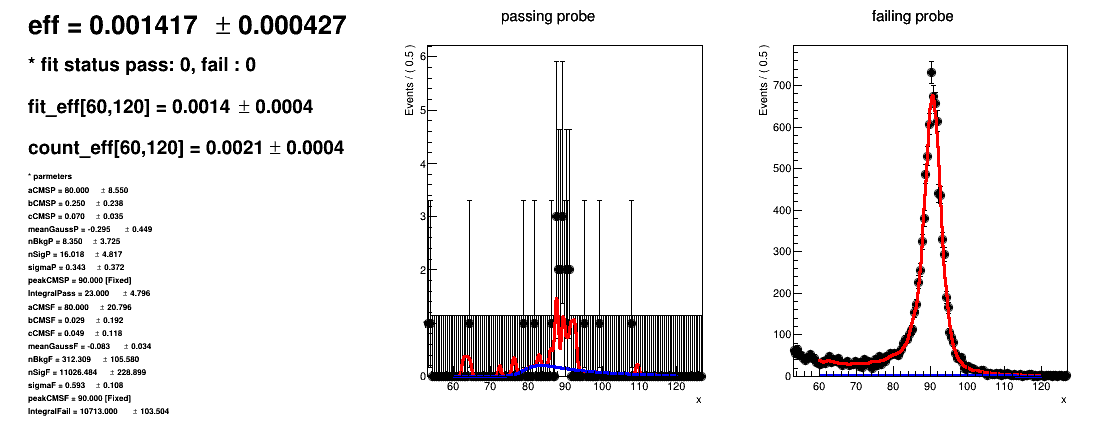 eff = 0.001417 ± 0.000427
* fit status pass: 0, fail : 0
fit_eff[60,120] = 0.0014 ± 0.0004
count_eff[60,120] = 0.0021 ± 0.0004
* parmeters
aCMSP = 80.000 ± 8.550
bCMSP = 0.250 ± 0.238
cCMSP = 0.070 ± 0.035
meanGaussP = -0.295 ± 0.449
nBkgP = 8.350 ± 3.725
nSigP = 16.018 ± 4.817
sigmaP = 0.343 ± 0.372
peakCMSP = 90.000 [Fixed]
IntegralPass = 23.000 ± 4.796
aCMSF = 80.000 ± 20.796
bCMSF = 0.029 ± 0.192
cCMSF = 0.049 ± 0.118
meanGaussF = -0.083 ± 0.034
nBkgF = 312.309 ± 105.580
nSigF = 11026.484 ± 228.899
sigmaF = 0.593 ± 0.108
peakCMSF = 90.000 [Fixed]
IntegralFail = 10713.000 ± 103.504
passing probe
Events / ( 0.5 )
6
5
4
3
2
1
0
60 70 80 90 100 110 120
x
failing probe
Events / ( 0.5 )
700
600
500
400
300
200
100
0
60 70 80 90 100 110 120
x